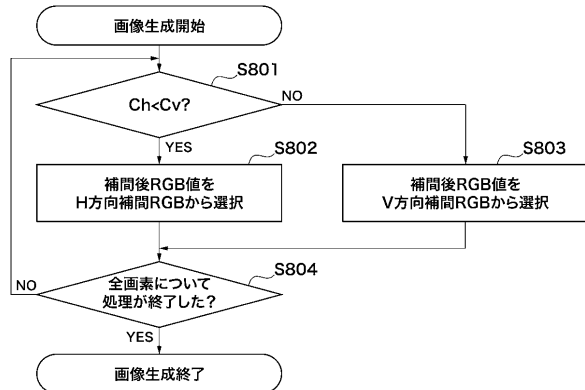 画像生成開始
S801
Ch<Cv?
NO
YES
S802
補間後RGB値を
H方向補間RGBから選択
S803
補間後RGB値を
V方向補間RGBから選択
S804
全画素について
処理が終了した?
NO
YES
画像生成終了